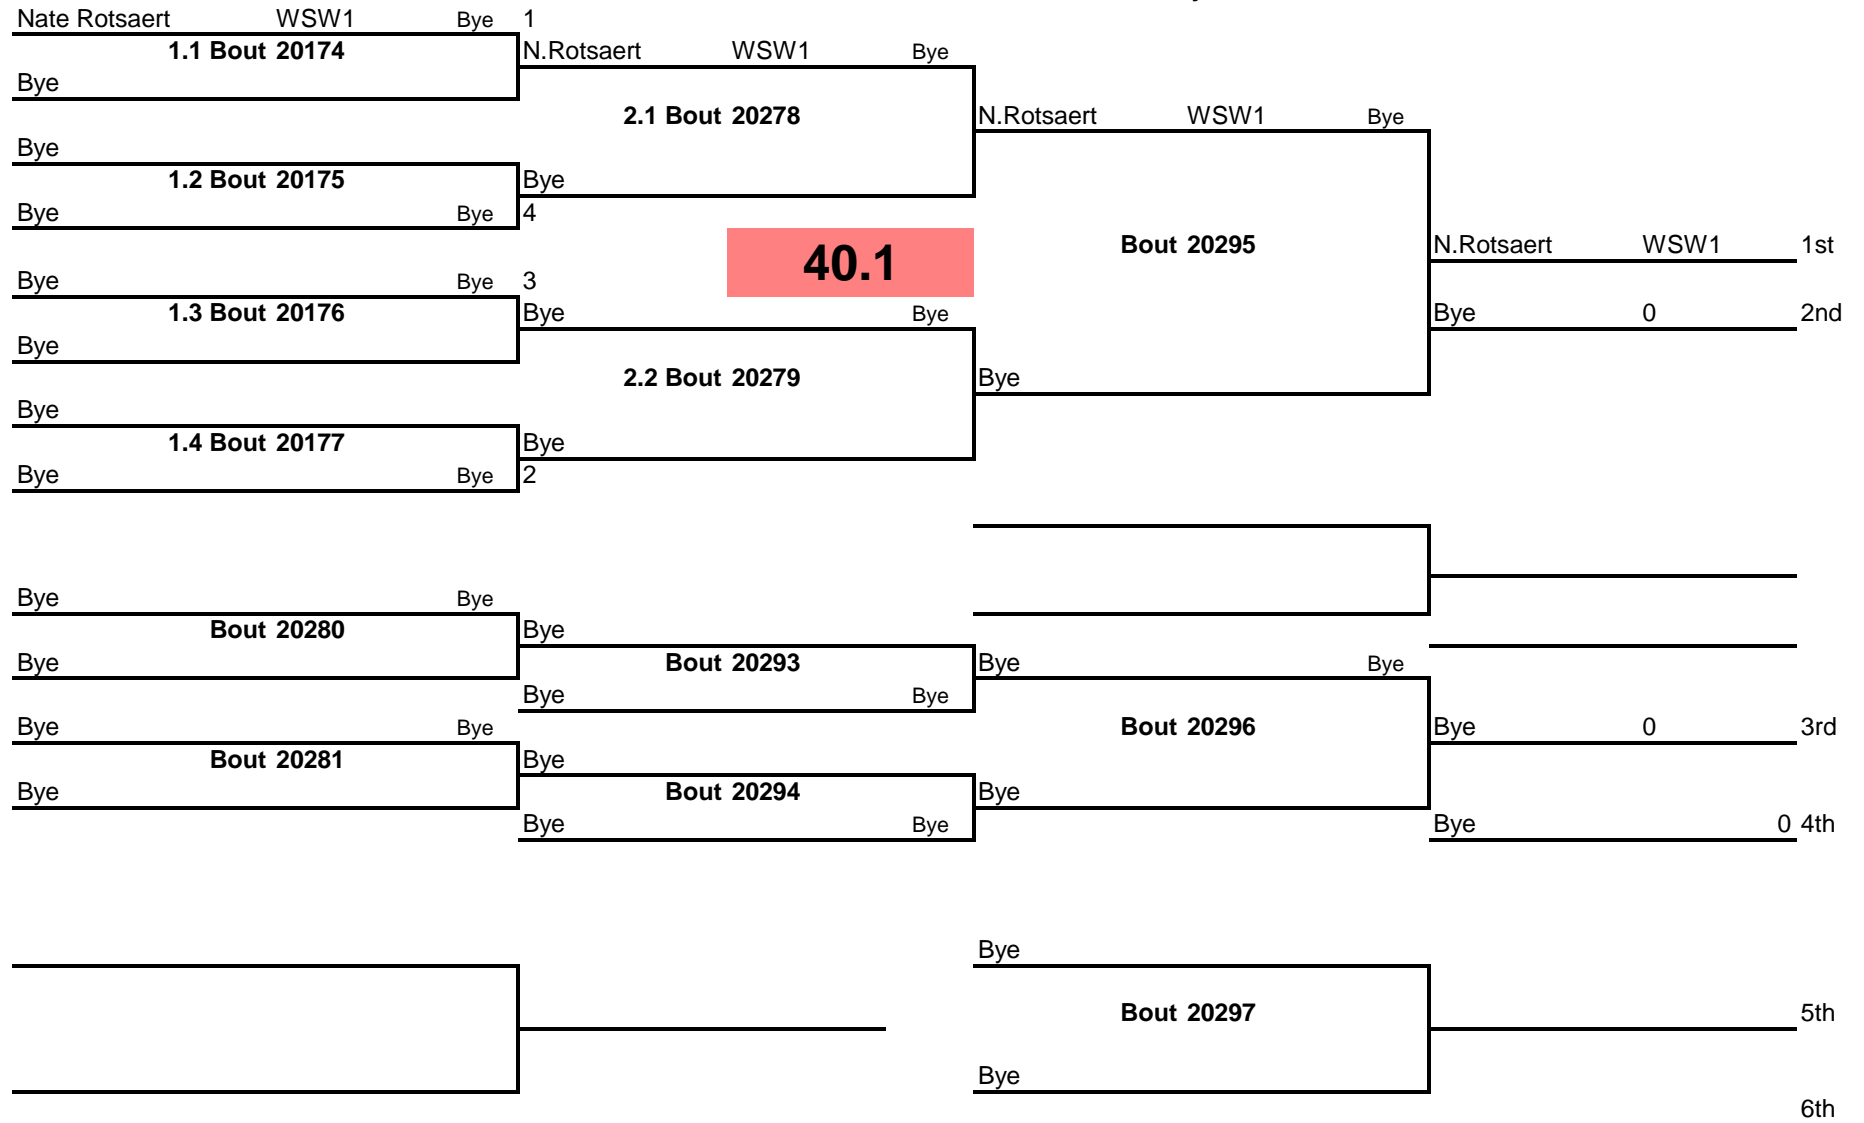 Nate Rotsaert WSW1 Bye 1
1.1 Bout 20174 N.Rotsaert WSW1 Bye
Bye
2.1 Bout 20278 N.Rotsaert WSW1 Bye
Bye
1.2 Bout 20175 Bye
Bye Bye 4
40.1 Bout 20295 N.Rotsaert WSW1 1st
Bye Bye 3
1.3 Bout 20176 Bye Bye Bye 0 2nd
Bye
2.2 Bout 20279 Bye
Bye
1.4 Bout 20177 Bye
Bye Bye 2
Bye Bye
Bout 20280 Bye
Bye Bout 20293 Bye Bye
Bye Bye
Bye Bye Bout 20296 Bye 0 3rd
Bout 20281 Bye
Bye Bout 20294 Bye
Bye Bye Bye 0 4th
Bye
Bout 20297 5th
Bye
6th